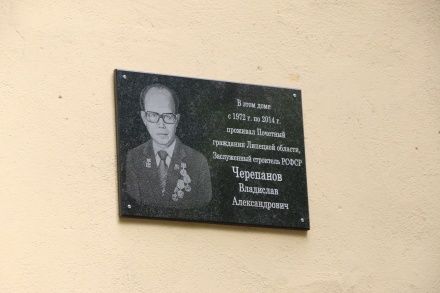 В этом доме
с 1972 г. по 2014 г.
проживал Почетный
гражданин Липецкой области,
Заслуженный строитель РСФСР
Черепанов
Владислав
Александрович